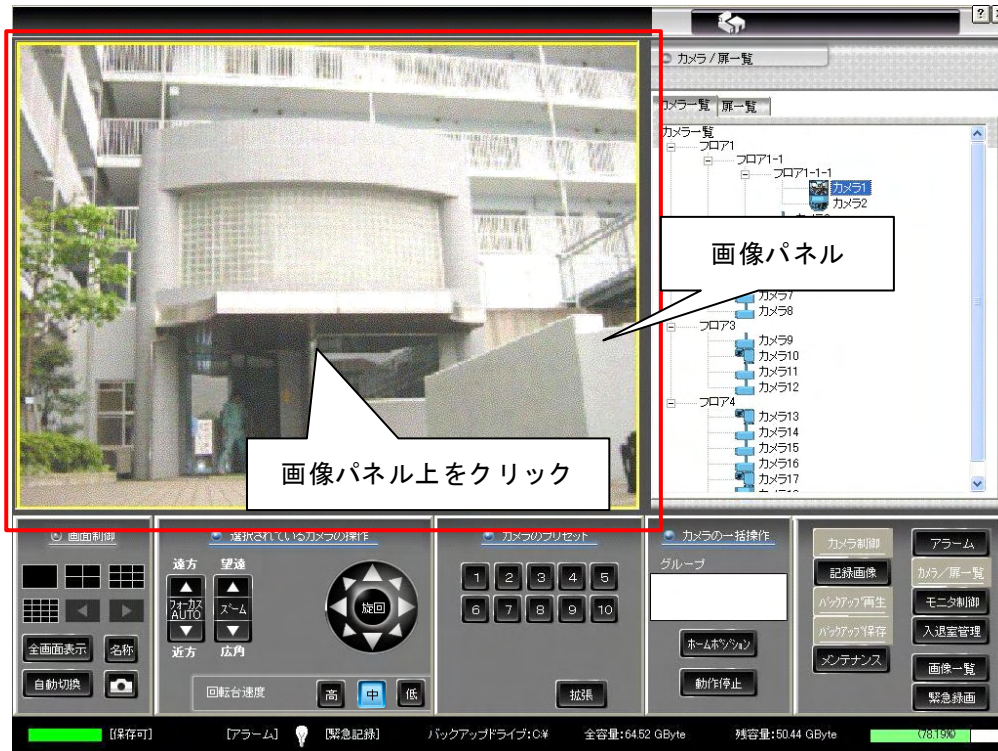 ?
カメラ / 扉一覧
カメラ一覧 扉一覧
カメラ一覧
フロア1
フロア1-1
フロア1-1-1
カメラ1
カメラ2
画像パネル
カメラ7
カメラ8
フロア3
カメラ9
カメラ10
カメラ11
カメラ12
フロア4
カメラ13
カメラ14
カメラ15
カメラ16
カメラ17
画像パネル上をクリック
画面制御
全画面表示 名称
自動切換
選択されているカメラの操作
遠方 望遠
フォーカス
AUTO
ズーム
旋回
近方 広角
回転台速度 高 中 低
カメラのプリセット
1 2 3 4 5
6 7 8 9 10
拡張
カメラの一括操作
グループ
ホームポジション
動作停止
カメラ制御 アラーム
記録画像 カメラ/扉一覧
バックアップ再生 モニタ制御
バックアップ保存 入退室管理
メンテナンス 画像一覧
緊急録画
[保存可] [アラーム] [緊急記録] バックアップドライブ:C:¥ 全容量:64.52 GByte 残容量:50.44 GByte (78.19%)